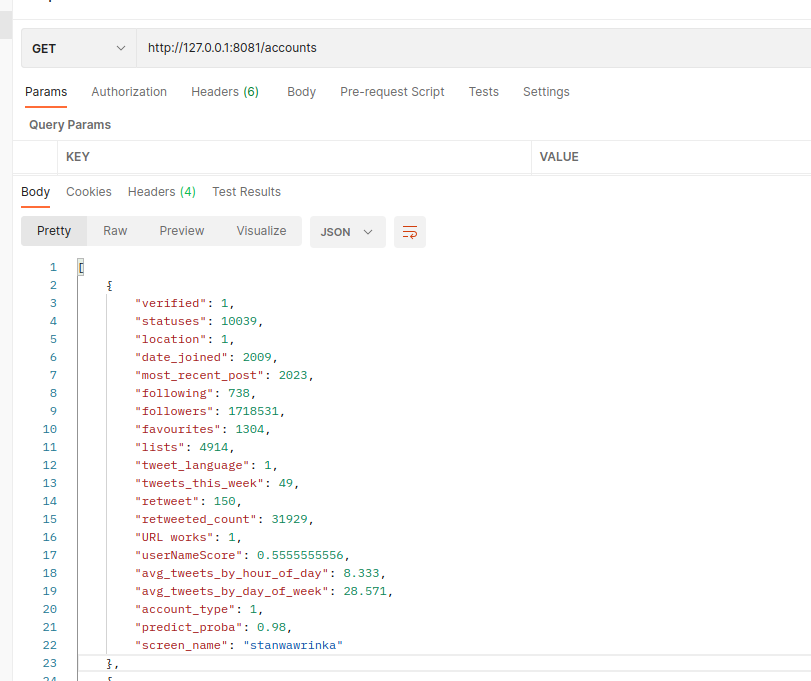 GET http://127.0.0.1:8081/accounts
Params Authorization Headers (6) Body Pre-request Script Tests Settings
Query Params
KEY VALUE
Body Cookies Headers (4) Test Results
Pretty Raw Preview Visualize JSON
1 [
2 {
3 "verified": 1,
4 "statuses": 10039,
5 "location": 1,
6 "date_joined": 2009,
7 "most_recent_post": 2023,
8 "following": 738,
9 "followers": 1718531,
10 "favourites": 1304,
11 "lists": 4914,
12 "tweet_language": 1,
13 "tweets_this_week": 49,
14 "retweet": 150,
15 "retweeted_count": 31929,
16 "URL works": 1,
17 "userNameScore": 0.5555555556,
18 "avg_tweets_by_hour_of_day": 8.333,
19 "avg_tweets_by_day_of_week": 28.571,
20 "account_type": 1,
21 "predict_proba": 0.98,
22 "screen_name": "stanwawrinka"
23 },